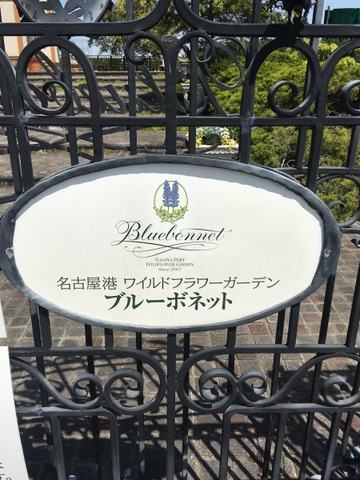 Bluebonnet
NAGOYA PORT
WILDFLOWER GARDEN
Since 2002
名古屋港 ワイルドフラワーガーデン
ブルーボネット